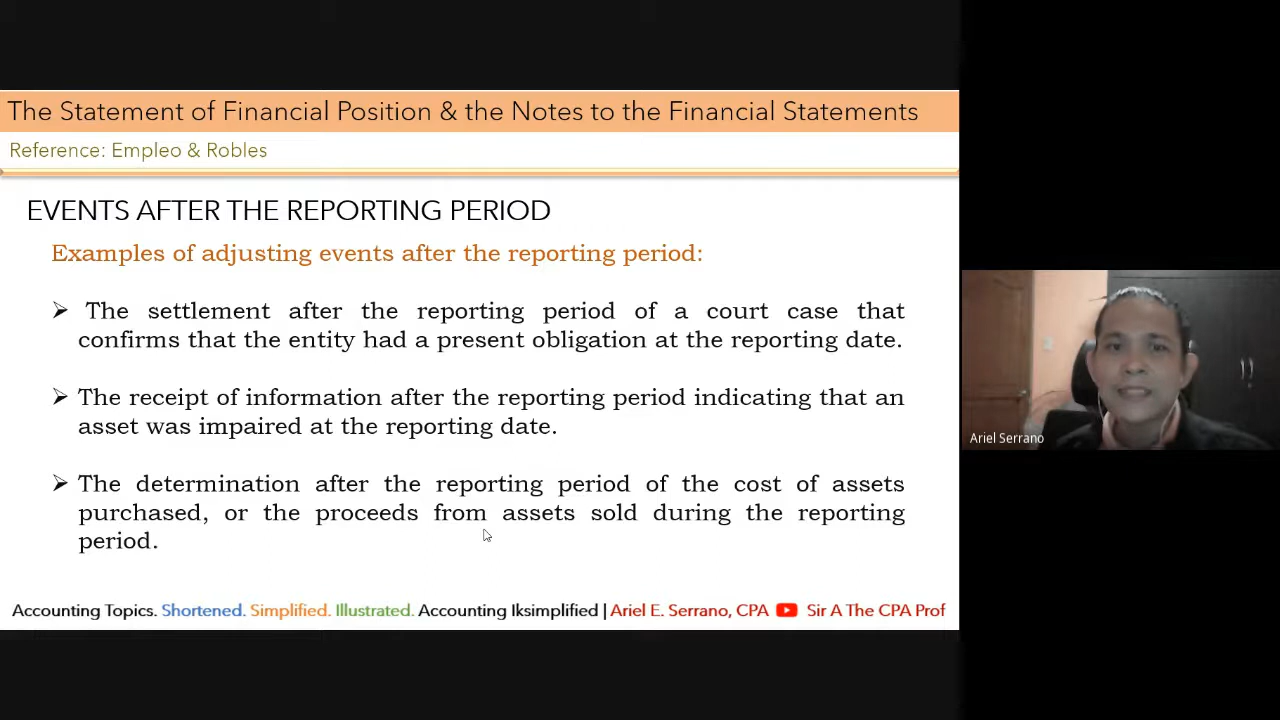 The Statement of Financial Position & the Notes to the Financial Statements
Reference: Empleo & Robles
EVENTS AFTER THE REPORTING PERIOD
Examples of adjusting events after the reporting period:
➢ The settlement after the reporting period of a court case that
confirms that the entity had a present obligation at the reporting date.
➢ The receipt of information after the reporting period indicating that an
asset was impaired at the reporting date.
➢ The determination after the reporting period of the cost of assets
purchased, or the proceeds from assets sold during the reporting
period.
Ariel Serrano
Accounting Topics. Shortened. Simplified. Illustrated. Accounting Iksimplified | Ariel E. Serrano, CPA Sir A The CPA Prof